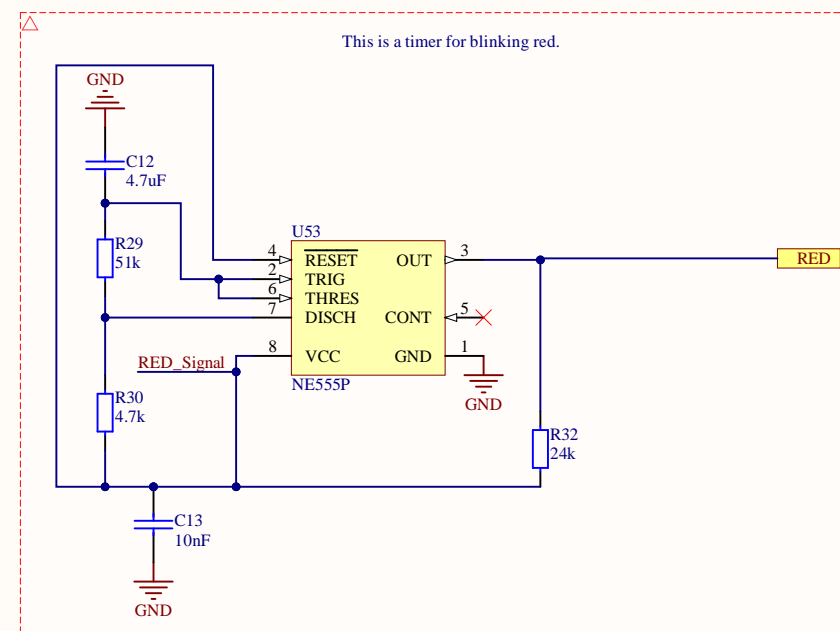 This is a timer for blinking red.
GND
C12
4.7uF
R29
51k
U53
4
RESET
OUT
3
2
TRIG
6
THRES
7
DISCH
CONT
5
8
VCC
GND
1
NE555P
RED_Signal
RED
GND
R30
4.7k
R32
24k
C13
10nF
GND